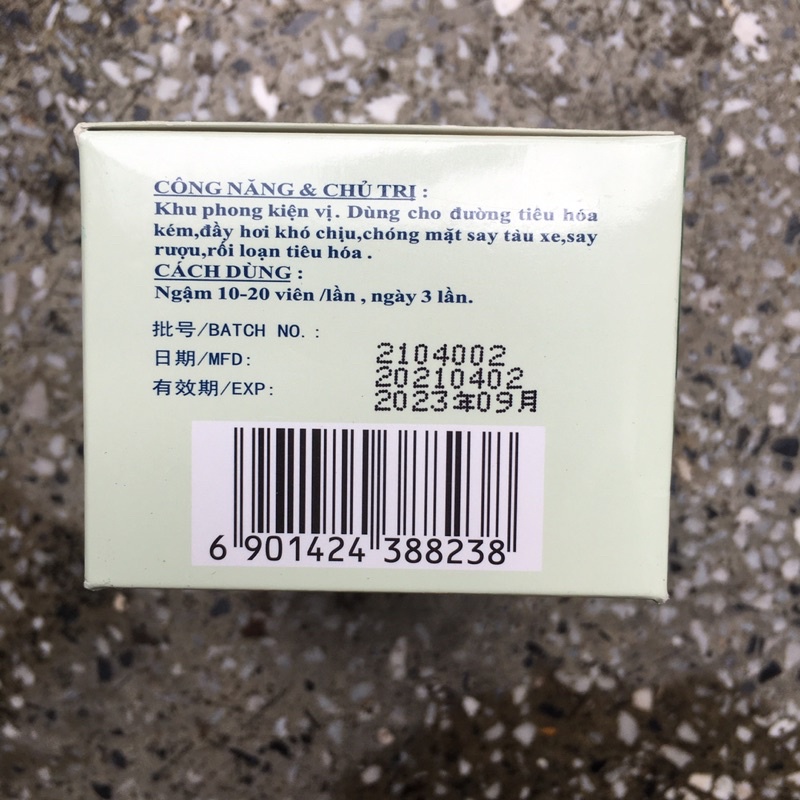 CÔNG NĂNG & CHỦ TRỊ :
Khu phong kiện vị. Dùng cho đường tiêu hóa
kém,đầy hơi khó chịu,chóng mặt say tàu xe,say
rượu,rối loạn tiêu hóa .
CÁCH DÙNG :
Ngậm 10-20 viên /lần , ngày 3 lần.
批号/BATCH NO. :
日期/MFD: 2104002
有效期/EXP: 20210402
2023年09月
6 901424 388238